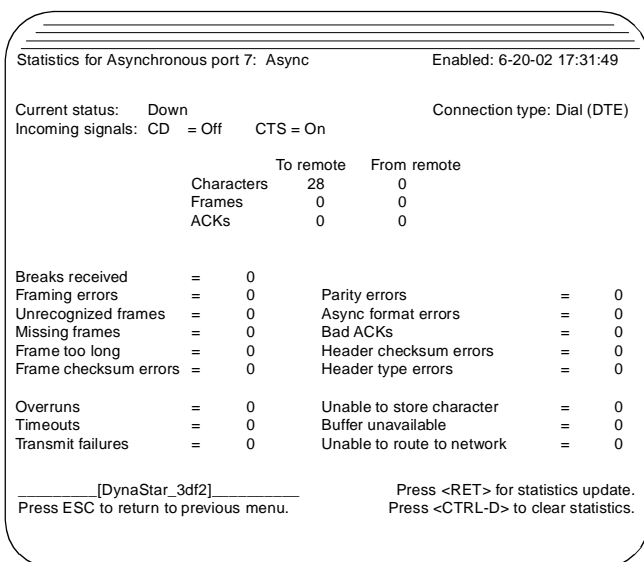 Statistics for Asynchronous port 7: Async Enabled: 6-20-02 17:31:49
Current status: Down Connection type: Dial (DTE)
Incoming signals: CD = Off CTS = On
To remote From remote
Characters 28 0
Frames 0 0
ACKs 0 0
Breaks received = 0
Framing errors = 0 Parity errors = 0
Unrecognized frames = 0 Async format errors = 0
Missing frames = 0 Bad ACKs = 0
Frame too long = 0 Header checksum errors = 0
Frame checksum errors = 0 Header type errors = 0
Overruns = 0 Unable to store character = 0
Timeouts = 0 Buffer unavailable = 0
Transmit failures = 0 Unable to route to network = 0
_________[DynaStar_3df2]__________ Press <RET> for statistics update.
Press ESC to return to previous menu. Press <CTRL-D> to clear statistics.